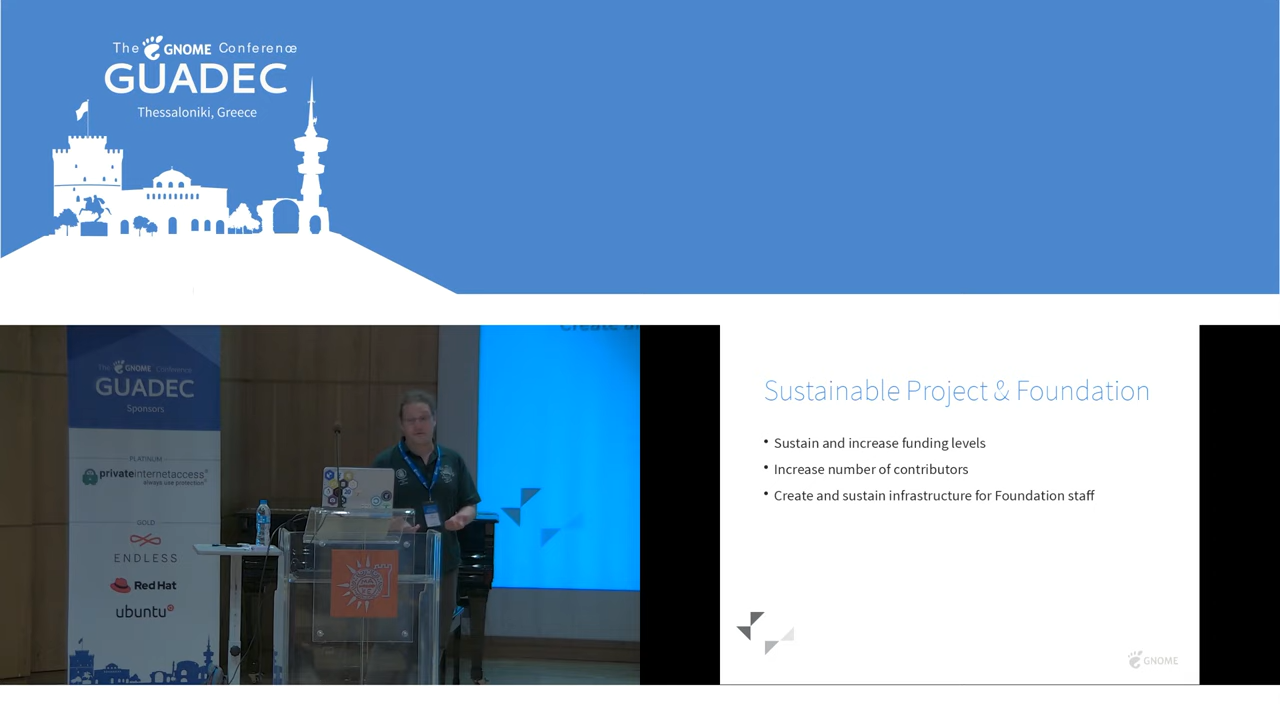 The GNOME Conference
GUADEC
Thessaloniki, Greece
The GNOME Conference
GUADEC
Sponsors
PLATINUM
privateinternetaccess
always use protection
GOLD
ENDLESS
Red Hat
ubuntu
Create an
Sustainable Project & Foundation
• Sustain and increase funding levels
• Increase number of contributors
• Create and sustain infrastructure for Foundation staff
GNOME